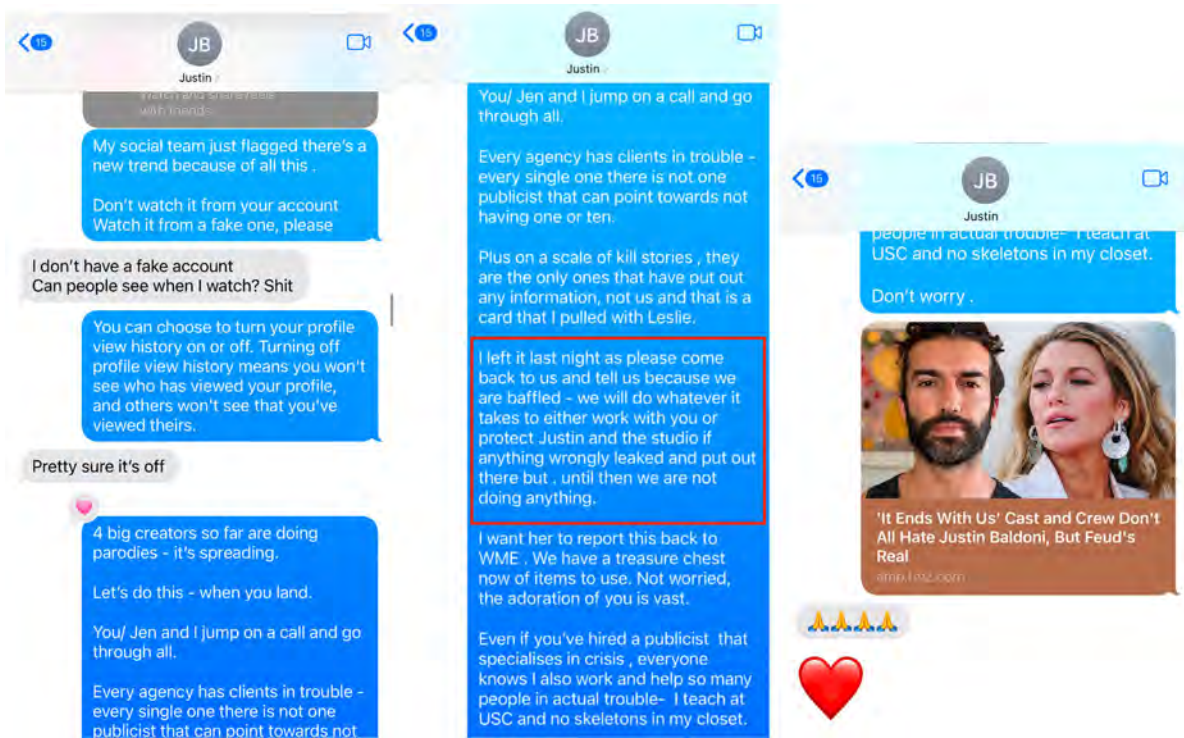 15
JB
Justin
watch and share reels
with friends.
My social team just flagged there's a
new trend because of all this .
Don't watch it from your account
Watch it from a fake one, please
I don't have a fake account
Can people see when I watch? Shit
You can choose to turn your profile
view history on or off. Turning off
profile view history means you won't
see who has viewed your profile,
and others won't see that you've
viewed theirs.
Pretty sure it's off
4 big creators so far are doing
parodies - it's spreading.
Let's do this - when you land.
You/ Jen and I jump on a call and go
through all.
Every agency has clients in trouble -
every single one there is not one
publicist that can point towards not
15
JB
Justin
You/ Jen and I jump on a call and go
through all.
Every agency has clients in trouble -
every single one there is not one
publicist that can point towards not
having one or ten.
Plus on a scale of kill stories , they
are the only ones that have put out
any information, not us and that is a
card that I pulled with Leslie.
I left it last night as please come
back to us and tell us because we
are baffled - we will do whatever it
takes to either work with you or
protect Justin and the studio if
anything wrongly leaked and put out
there but . until then we are not
doing anything.
I want her to report this back to
WME . We have a treasure chest
now of items to use. Not worried,
the adoration of you is vast.
Even if you've hired a publicist that
specialises in crisis , everyone
knows I also work and help so many
people in actual trouble- I teach at
USC and no skeletons in my closet.
15
JB
Justin
people in actual trouble- I teach at
USC and no skeletons in my closet.
Don't worry .
'It Ends With Us' Cast and Crew Don't
All Hate Justin Baldoni, But Feud's
Real
amp.tmz.com